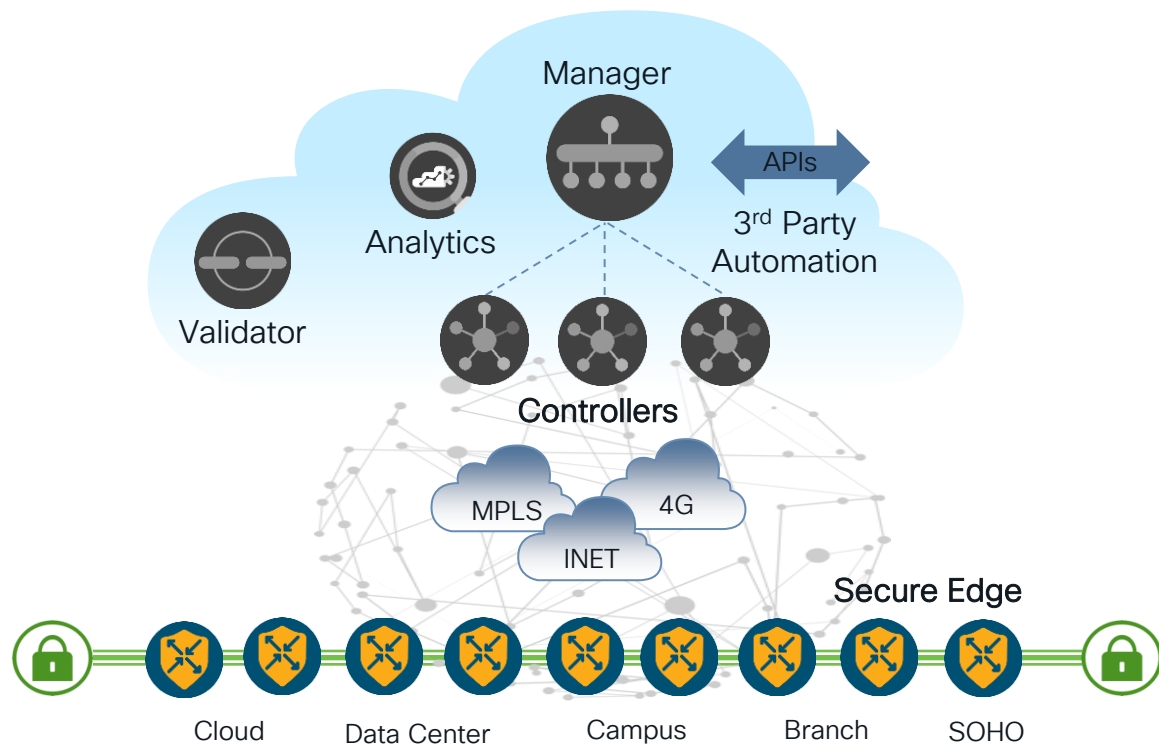 Manager
APIs
Analytics
3rd Party
Automation
Validator
Controllers
MPLS
4G
INET
Secure Edge
Cloud
Data Center
Campus
Branch
SOHO